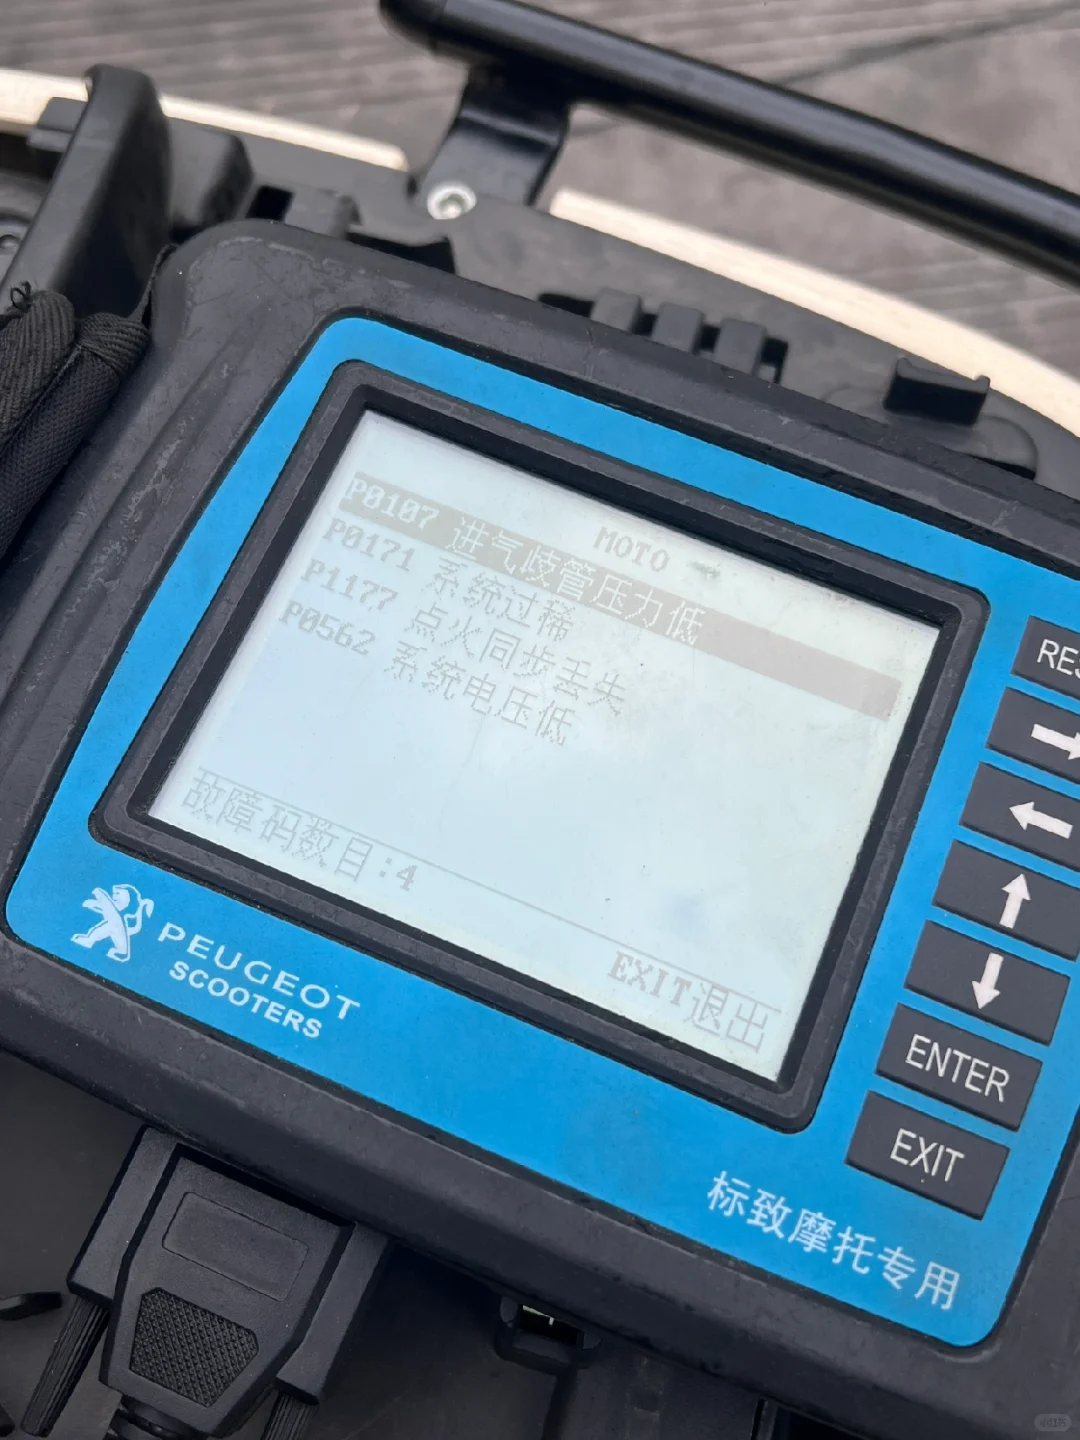 MOTO
P0107 进气歧管压力低
P0171 系统过稀
P1177 点火同步丢失
P0562 系统电压低
故障码数目:4
EXIT退出
PEUGEOT
SCOOTERS
RES
ENTER
EXIT
标致摩托专用